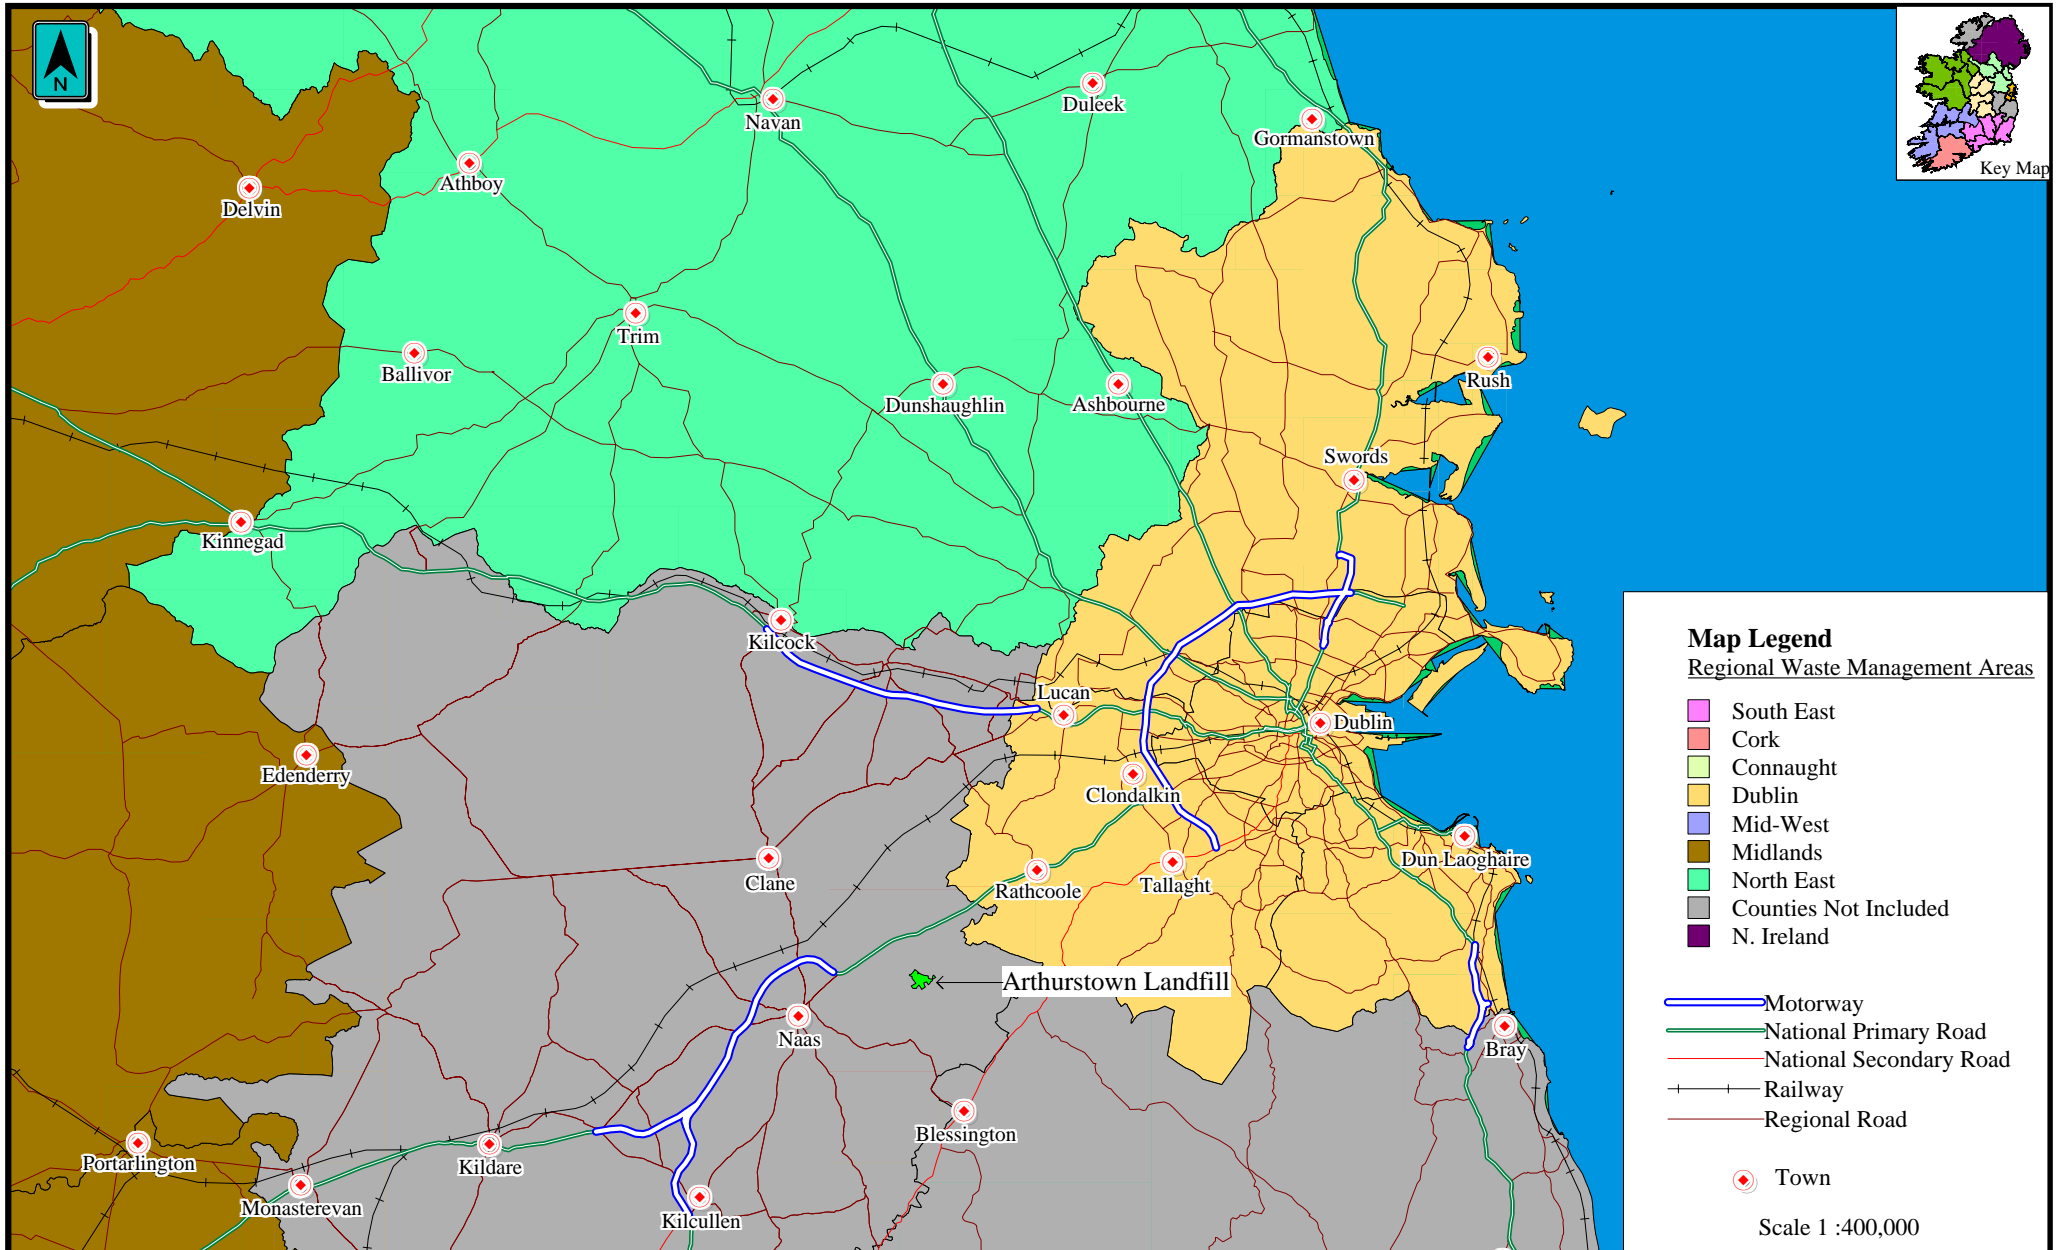 N
Key Map
Navan
Duleek
Gormanstown
Athboy
Delvin
Trim
Ballivor
Dunshaughlin
Ashbourne
Rush
Swords
Kinnegad
Kilcock
Lucan
Dublin
Edenderry
Clondalkin
Dun Laoghaire
Clane
Rathcoole
Tallaght
Arthurstown Landfill
Naas
Bray
Blessington
Portarlington
Kildare
Monasterevan
Kilcullen
Map Legend
Regional Waste Management Areas
South East
Cork
Connaught
Dublin
Mid-West
Midlands
North East
Counties Not Included
N. Ireland
Motorway
National Primary Road
National Secondary Road
Railway
Regional Road
Town
Scale 1 :400,000